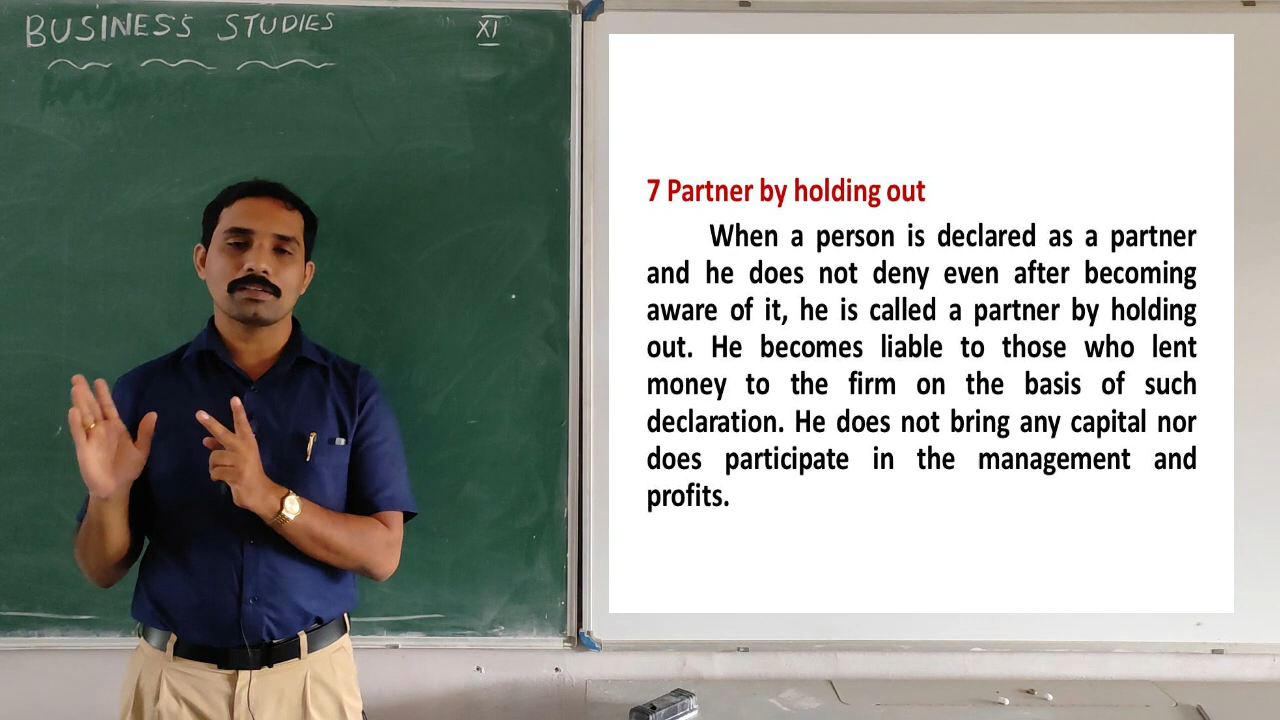 BUSINESS STUDIES
XI
7 Partner by holding out
When a person is declared as a partner
and he does not deny even after becoming
aware of it, he is called a partner by holding
out. He becomes liable to those who lent
money to the firm on the basis of such
declaration. He does not bring any capital nor
does participate in the management and
profits.